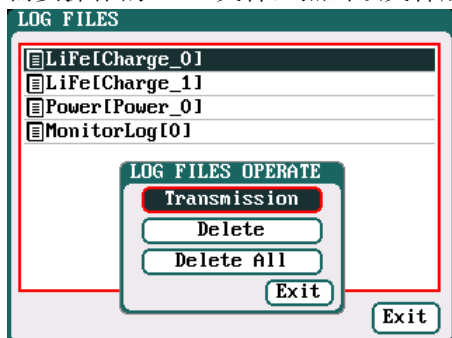 LOG FILES
LiFe[Charge_0]
LiFe[Charge_1]
Power[Power_0]
MonitorLog[0]
LOG FILES OPERATE
Transmission
Delete
Delete All
Exit
Exit